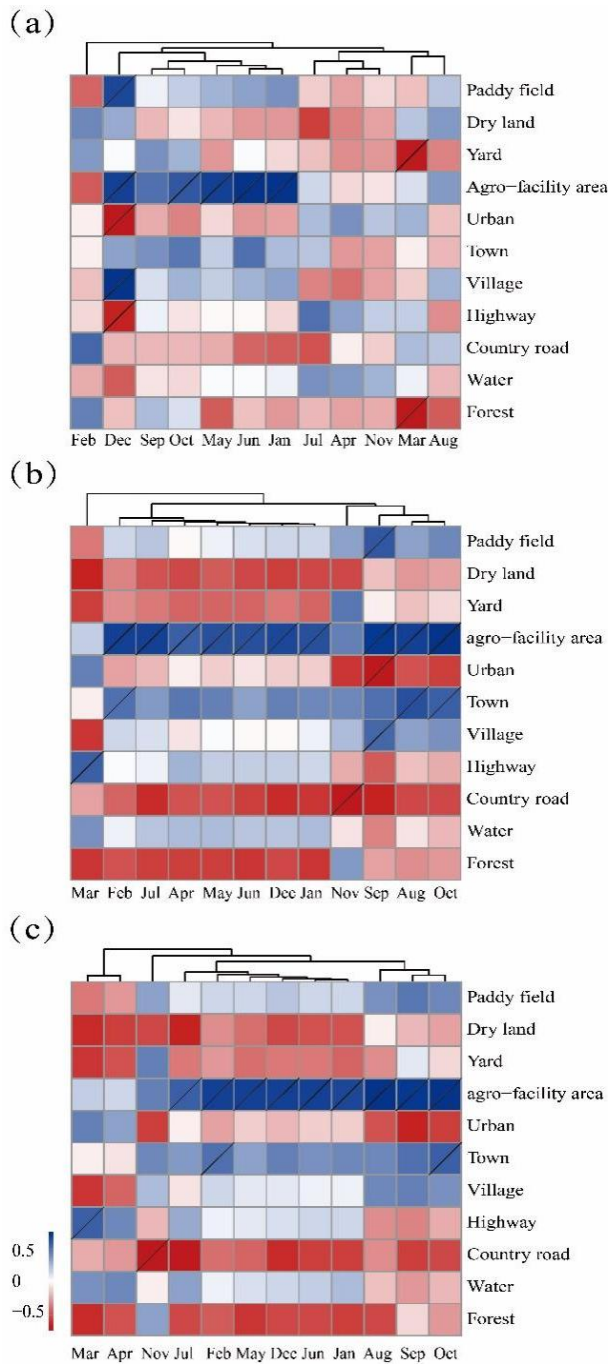 (a)
Paddy field
Dry land
Yard
Agro-facility area
Urban
Town
Village
Highway
Country road
Water
Forest
Feb Dec Sep Oct May Jun Jan Jul Apr Nov Mar Aug
(b)
Paddy field
Dry land
Yard
agro-facility area
Urban
Town
Village
Highway
Country road
Water
Forest
Mar Feb Jul Apr May Jun Dec Jan Nov Sep Aug Oct
(c)
Paddy field
Dry land
Yard
agro-facility area
Urban
Town
Village
Highway
0.5
0
Country road
−0.5
Water
Forest
Mar Apr Nov Jul Feb May Dec Jun Jan Aug Sep Oct